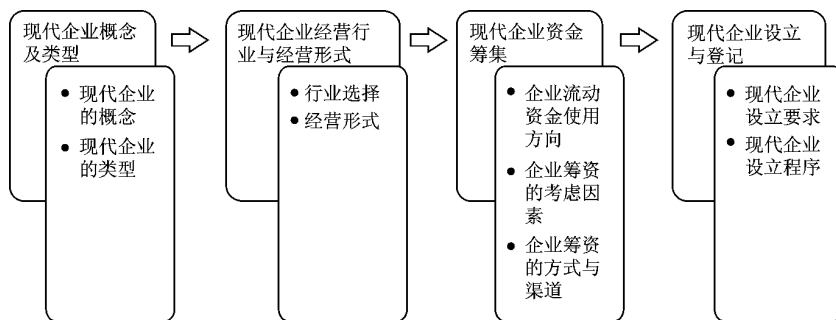 现代企业概念
及类型
● 现代企业
的概念
● 现代企业
的类型
现代企业经营行
业与经营形式
● 行业选择
● 经营形式
现代企业资金
筹集
● 企业流动
资金使用
方向
● 企业筹资
的考虑因
素
● 企业筹资
的方式与
渠道
现代企业设立
与登记
● 现代企业
设立要求
● 现代企业
设立程序